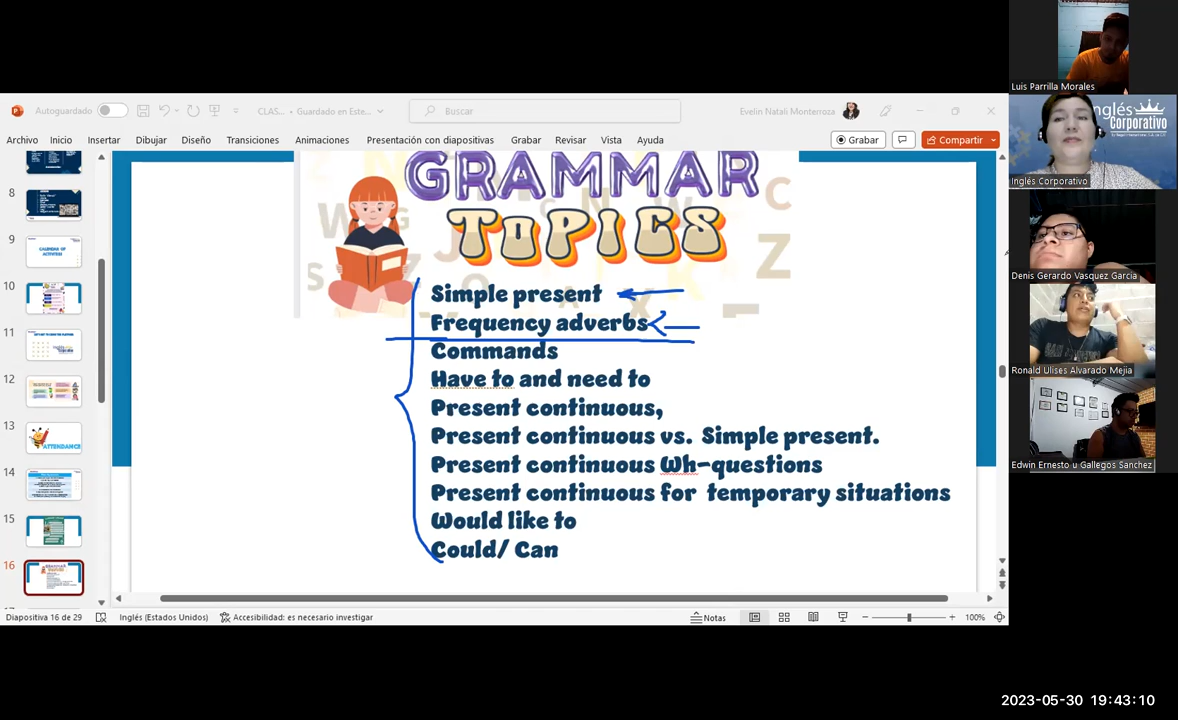 Luis Parrilla Morales
Inglés Corporativo
Inglés Corporativo
Denis Gerardo Vasquez Garcia
Ronald Ulises Alvarado Mejia
Edwin Ernesto u Gallegos Sanchez
Autoguardado
CLAS... • Guardado en Este...
Buscar
Evelin Natali Monterroza
Archivo Inicio Insertar Dibujar Diseño Transiciones Animaciones Presentación con diapositivas Grabar Revisar Vista Ayuda
Grabar
Compartir
8
9
CALENDAR OF
ACTIVITIES
10
11
12
13
ATTENDANCE
14
15
16
GRAMMAR
TOPICS
Simple present
Frequency adverbs
Commands
Have to and need to
Present continuous,
Present continuous vs. Simple present.
Present continuous Wh-questions
Present continuous for temporary situations
Would like to
Could/ Can
Diapositiva 16 de 29
Inglés (Estados Unidos)
Accesibilidad: es necesario investigar
Notas
100%
2023-05-30 19:43:10